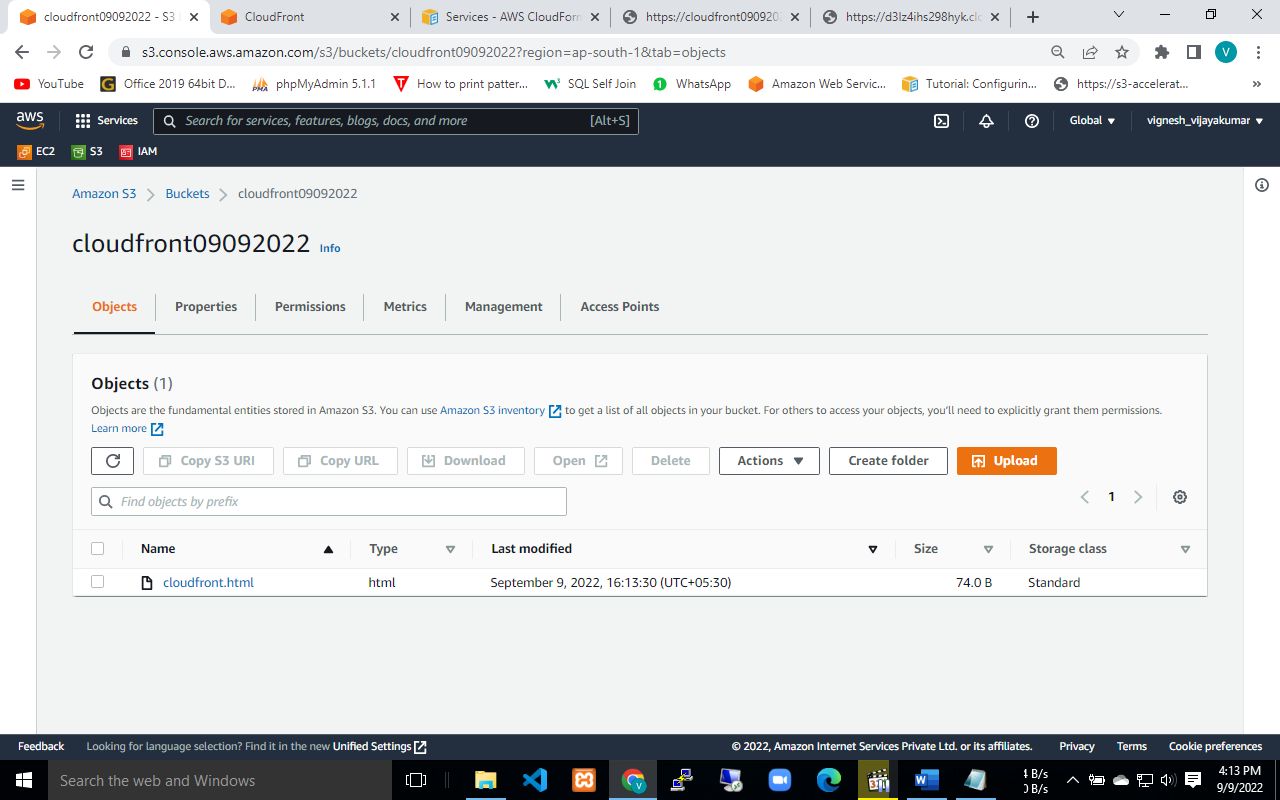 cloudfront09092022 - S3
CloudFront
Services - AWS CloudForm
https://cloudfront0909202
https://d3lz4ihs298hyk.clo
s3.console.aws.amazon.com/s3/buckets/cloudfront09092022?region=ap-south-1&tab=objects
V
YouTube
G
Office 2019 64bit D...
PMA
phpMyAdmin 5.1.1
T
How to print patter...
SQL Self Join
1
WhatsApp
Amazon Web Servic...
Tutorial: Configurin...
https://s3-accelerat...
»
aws
Services
Search for services, features, blogs, docs, and more
[Alt+S]
Global
vignesh_vijayakumar
EC2
S3
IAM
Amazon S3
Buckets
cloudfront09092022
cloudfront09092022 Info
Objects
Properties
Permissions
Metrics
Management
Access Points
Objects (1)
Objects are the fundamental entities stored in Amazon S3. You can use Amazon S3 inventory to get a list of all objects in your bucket. For others to access your objects, you'll need to explicitly grant them permissions.
Learn more
Copy S3 URI
Copy URL
Download
Open
Delete
Actions
Create folder
Upload
Find objects by prefix
1
Name
Type
Last modified
Size
Storage class
cloudfront.html
html
September 9, 2022, 16:13:30 (UTC+05:30)
74.0 B
Standard
Feedback
Looking for language selection? Find it in the new Unified Settings
© 2022, Amazon Internet Services Private Ltd. or its affiliates.
Privacy
Terms
Cookie preferences
Search the web and Windows
V
W
B/s
B/s
4:13 PM
9/9/2022